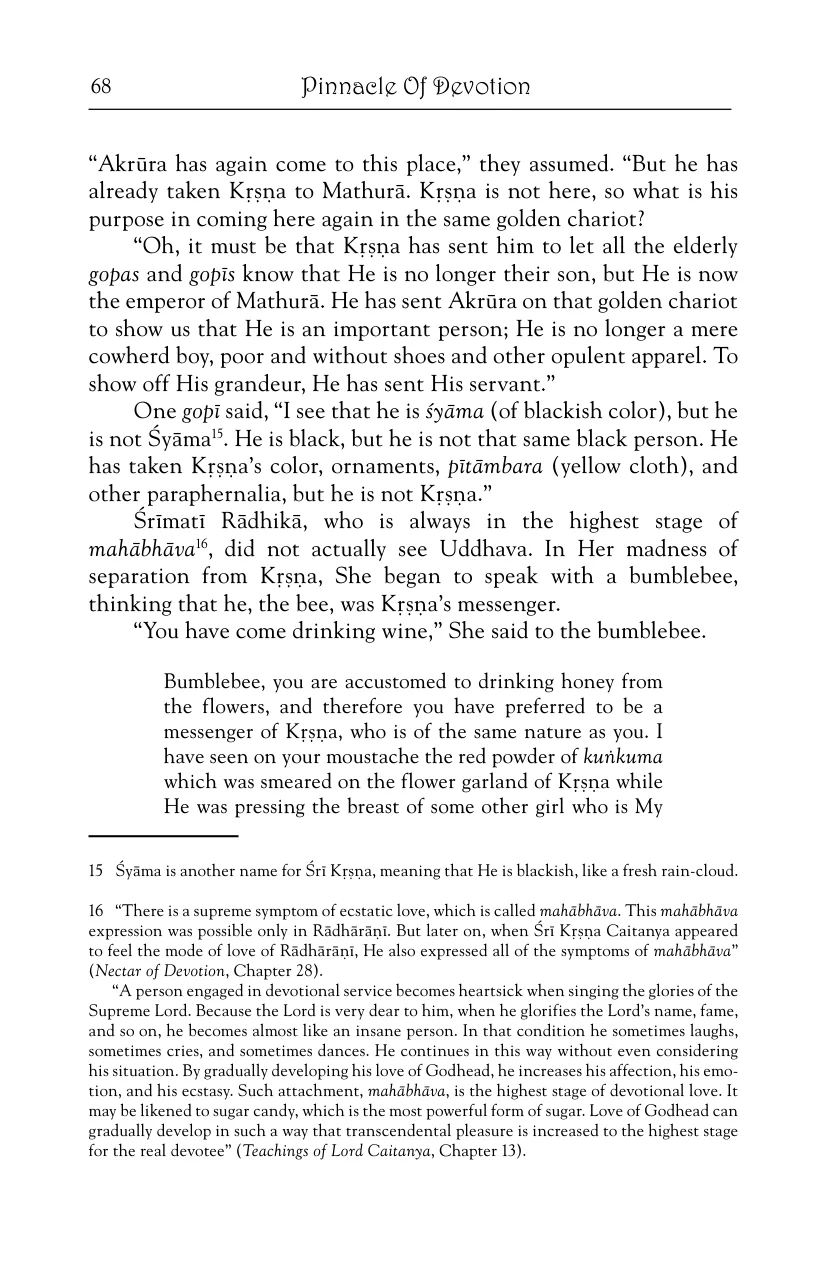 68 Pinnacle Of Devotion
“Akrūra has again come to this place,” they assumed. “But he has
already taken Kṛṣṇa to Mathurā. Kṛṣṇa is not here, so what is his
purpose in coming here again in the same golden chariot?
“Oh, it must be that Kṛṣṇa has sent him to let all the elderly
gopas and gopīs know that He is no longer their son, but He is now
the emperor of Mathurā. He has sent Akrūra on that golden chariot
to show us that He is an important person; He is no longer a mere
cowherd boy, poor and without shoes and other opulent apparel. To
show off His grandeur, He has sent His servant.”
One gopī said, “I see that he is śyāma (of blackish color), but he
is not Śyāma15. He is black, but he is not that same black person. He
has taken Kṛṣṇa’s color, ornaments, pītāmbara (yellow cloth), and
other paraphernalia, but he is not Kṛṣṇa.”
Śrīmatī Rādhikā, who is always in the highest stage of
mahābhāva16, did not actually see Uddhava. In Her madness of
separation from Kṛṣṇa, She began to speak with a bumblebee,
thinking that he, the bee, was Kṛṣṇa’s messenger.
“You have come drinking wine,” She said to the bumblebee.
Bumblebee, you are accustomed to drinking honey from
the flowers, and therefore you have preferred to be a
messenger of Kṛṣṇa, who is of the same nature as you. I
have seen on your moustache the red powder of kuṅkuma
which was smeared on the flower garland of Kṛṣṇa while
He was pressing the breast of some other girl who is My
15 Śyāma is another name for Śrī Kṛṣṇa, meaning that He is blackish, like a fresh rain-cloud.
16 “There is a supreme symptom of ecstatic love, which is called mahābhāva. This mahābhāva
expression was possible only in Rādhārāṇī. But later on, when Śrī Kṛṣṇa Caitanya appeared
to feel the mode of love of Rādhārāṇī, He also expressed all of the symptoms of mahābhāva”
(Nectar of Devotion, Chapter 28).
“A person engaged in devotional service becomes heartsick when singing the glories of the
Supreme Lord. Because the Lord is very dear to him, when he glorifies the Lord’s name, fame,
and so on, he becomes almost like an insane person. In that condition he sometimes laughs,
sometimes cries, and sometimes dances. He continues in this way without even considering
his situation. By gradually developing his love of Godhead, he increases his affection, his emo-
tion, and his ecstasy. Such attachment, mahābhāva, is the highest stage of devotional love. It
may be likened to sugar candy, which is the most powerful form of sugar. Love of Godhead can
gradually develop in such a way that transcendental pleasure is increased to the highest stage
for the real devotee” (Teachings of Lord Caitanya, Chapter 13).